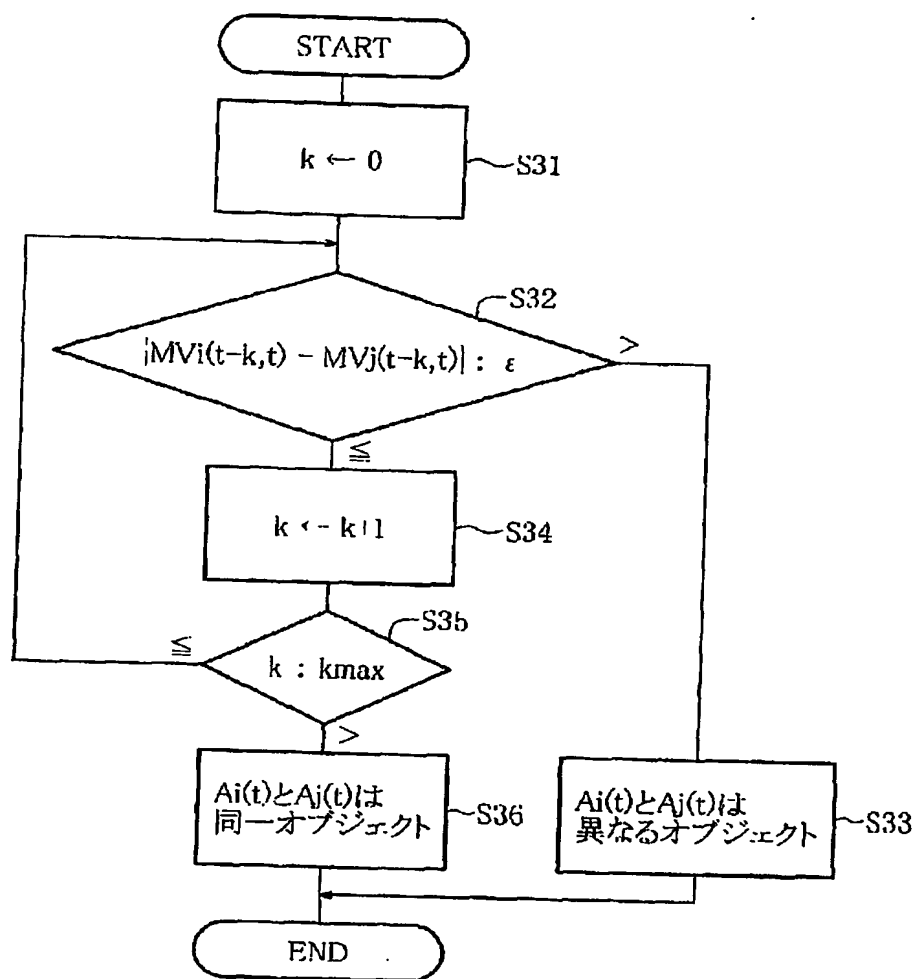 START
k ← 0
S31
S32
|MVi(t-k,t) - MVj(t-k,t)| : ε
>
≦
k ← k+1
S34
S35
≦
k : kmax
>
Ai(t)とAj(t)は
同一オブジェクト
S36
Ai(t)とAj(t)は
異なるオブジェクト
S33
END